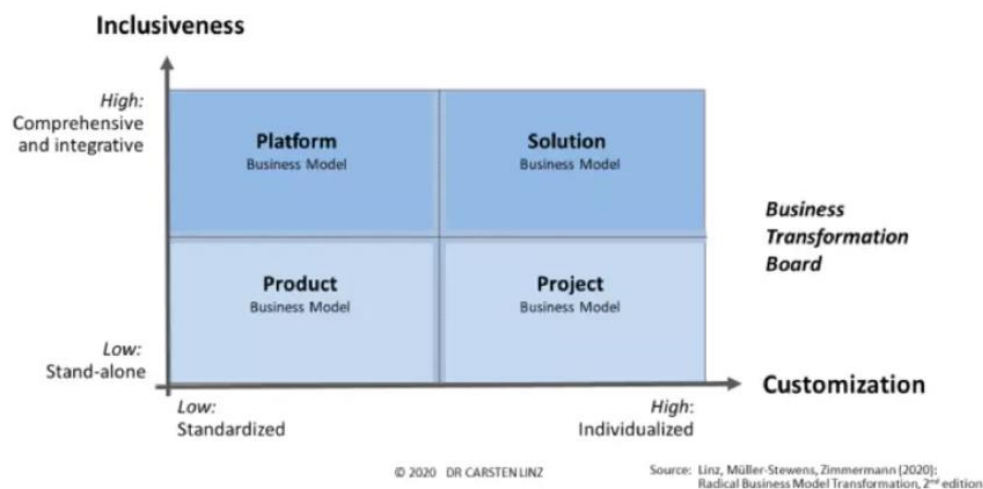 Inclusiveness
High:
Comprehensive
and integrative
Platform
Business Model
Solution
Business Model
Business
Transformation
Board
Product
Business Model
Project
Business Model
Low:
Stand-alone
Customization
Low:
Standardized
High:
Individualized
© 2020 DR CARSTEN LINZ
Source: Linz, Müller-Stewens, Zimmermann (2020):
Radical Business Model Transformation, 2nd edition